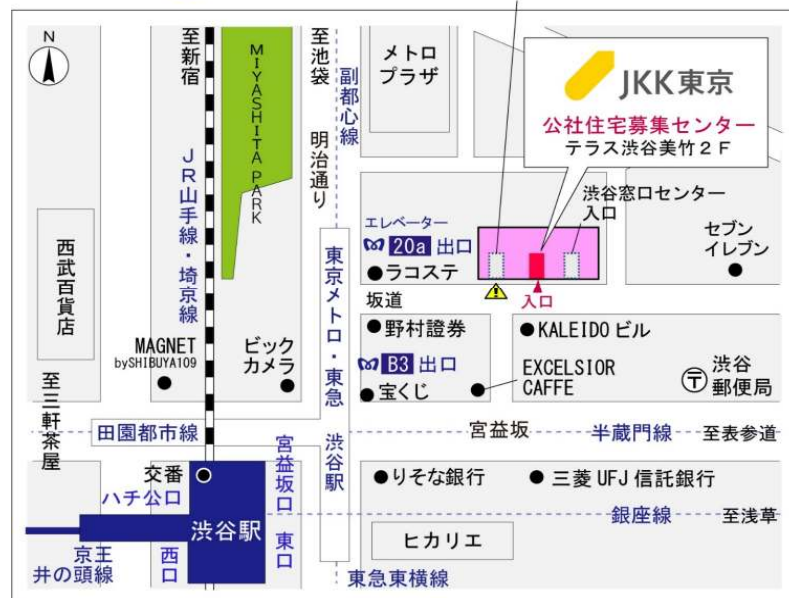 N
至新宿
MIYASHITA PARK
至池袋
明治通り
副都心線
メトロ
プラザ
JKK東京
公社住宅募集センター
テラス渋谷美竹2F
JR山手線・埼京線
エレベーター
20a 出口
ラコステ
渋谷窓口センター
入口
セブン
イレブン
西武百貨店
東京メトロ・東急 渋谷駅
坂道
入口
MAGNET
bySHIBUYA109
ビック
カメラ
野村證券
B3 出口
宝くじ
KALEIDOビル
EXCELSIOR
CAFFE
〒
渋谷
郵便局
至三軒茶屋
田園都市線
宮益坂
半蔵門線
至表参道
交番
ハチ公口
宮益坂口
りそな銀行
三菱UFJ信託銀行
渋谷駅
銀座線
至浅草
京王
井の頭線
西口
東口
ヒカリエ
東急東横線